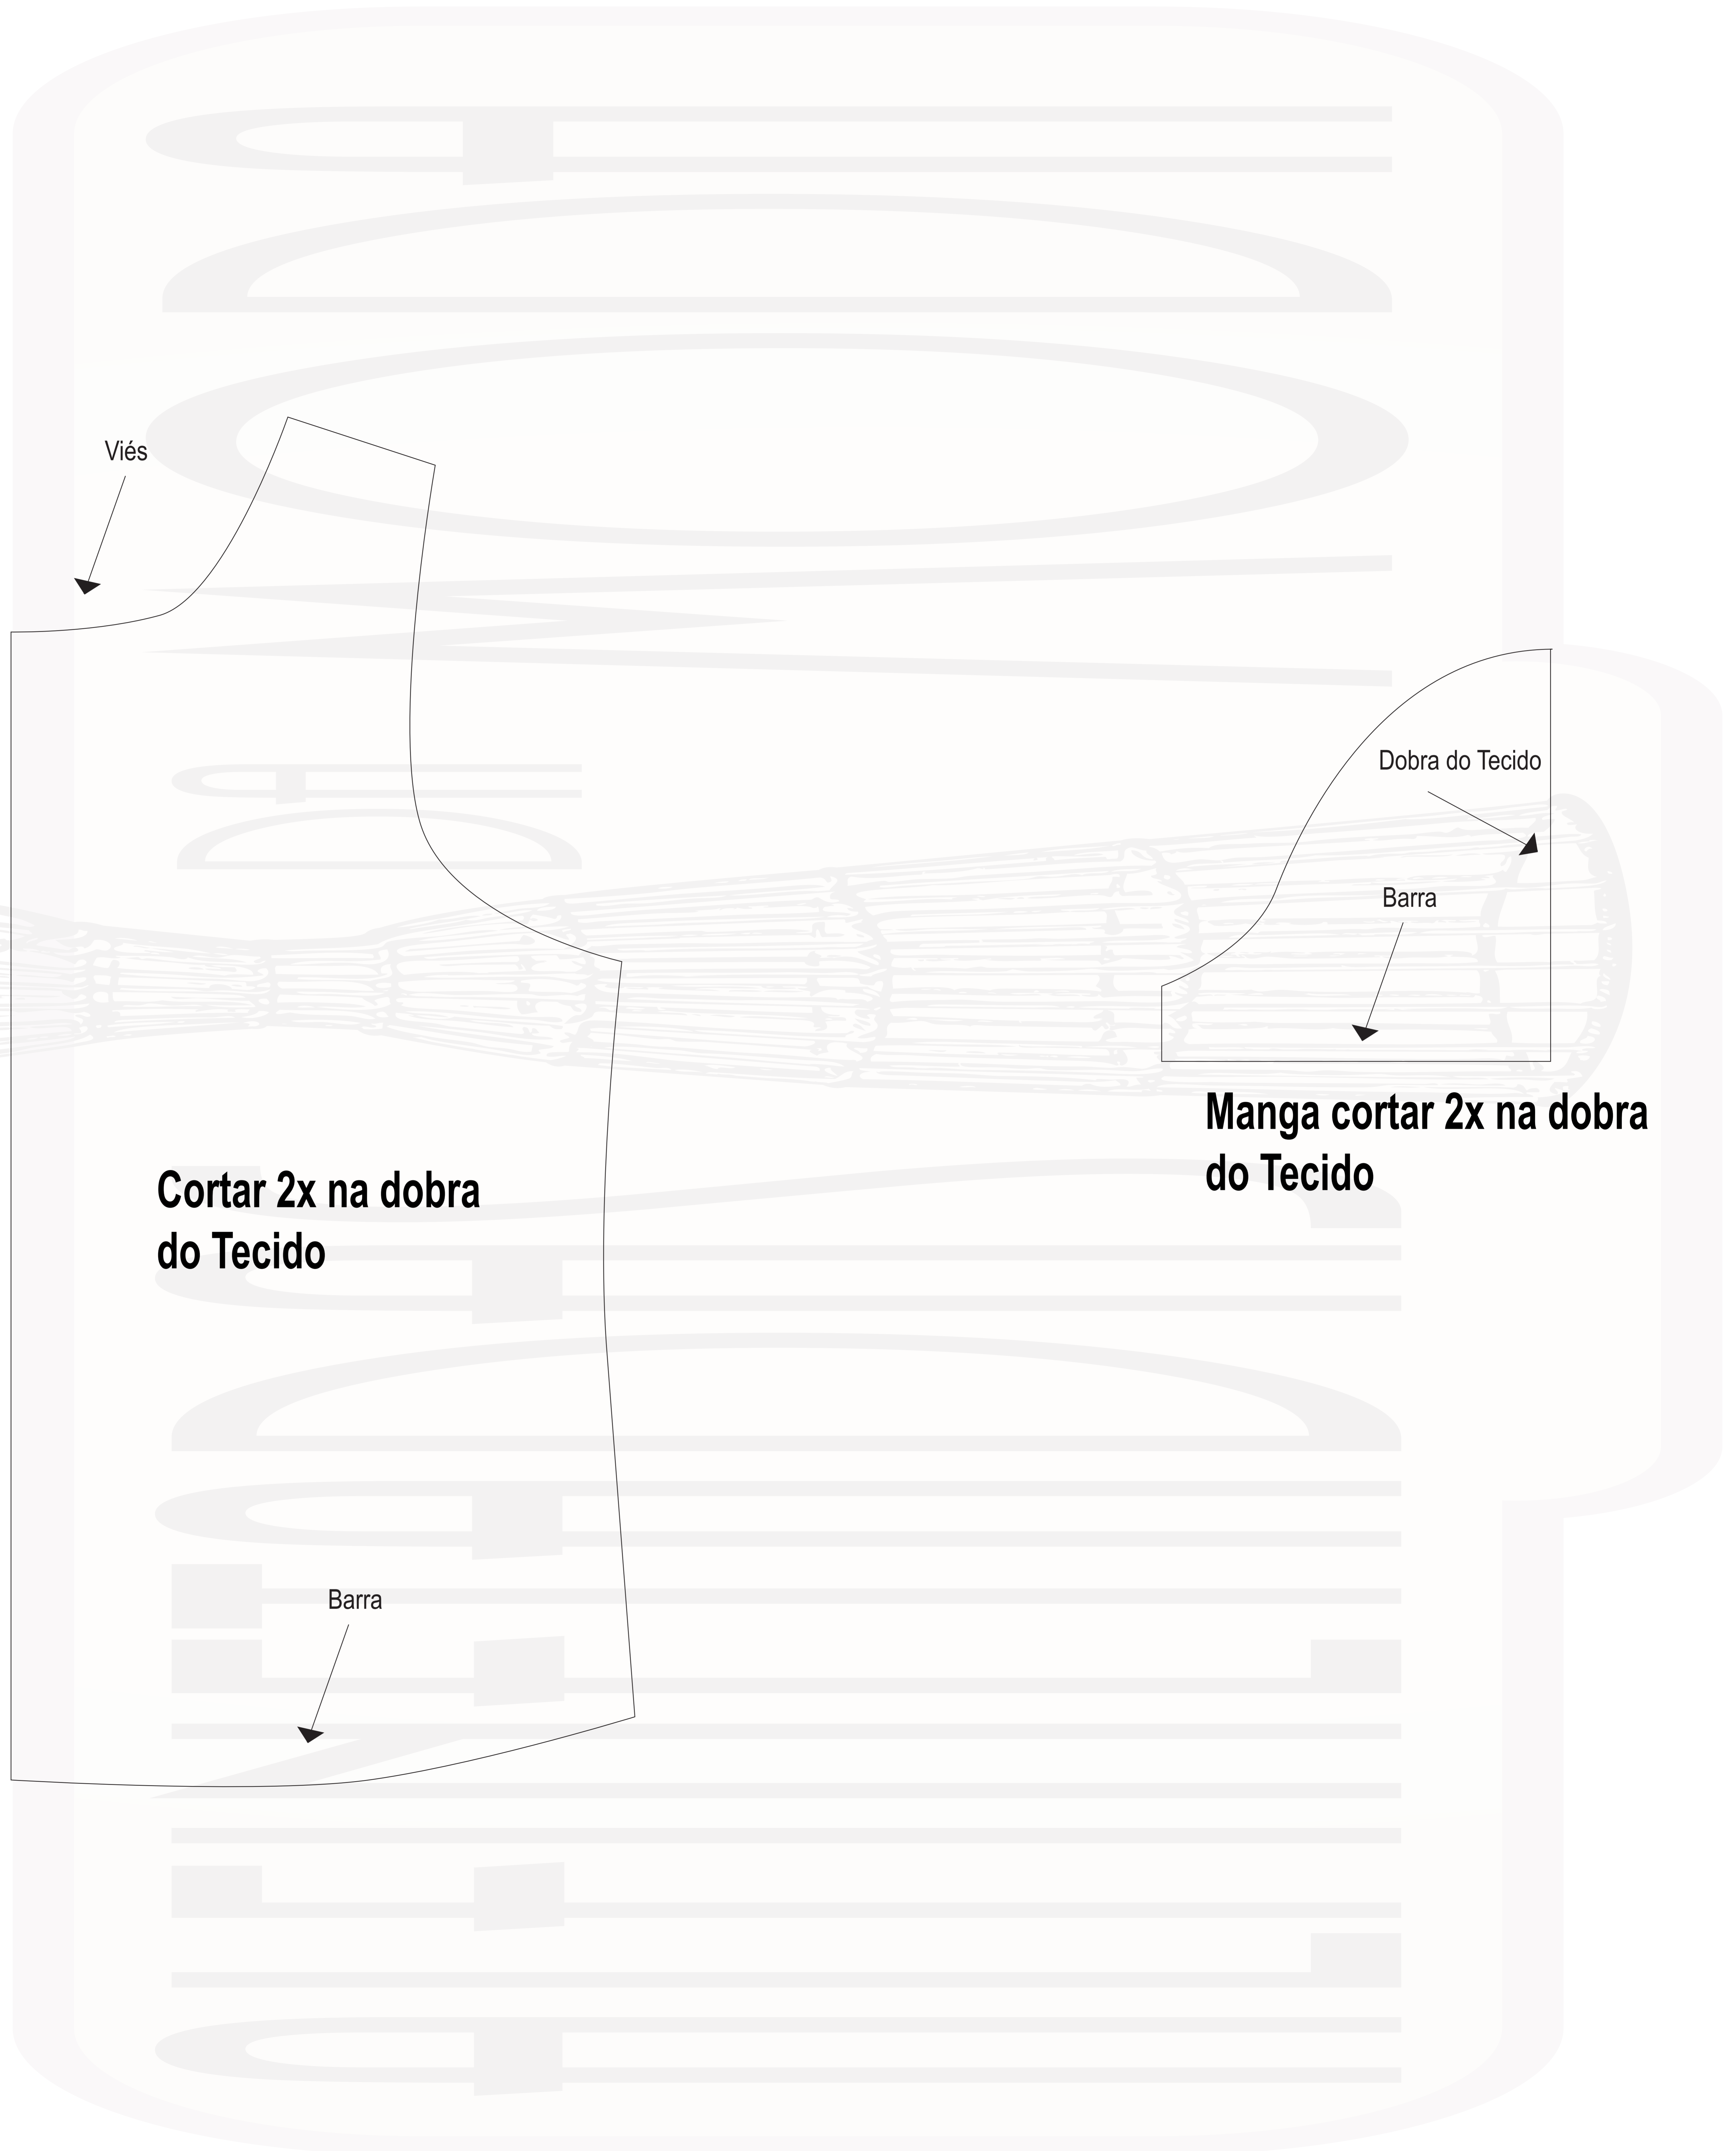 Viés
Dobra do Tecido
Barra
Manga cortar 2x na dobra
do Tecido
Cortar 2x na dobra
do Tecido
Barra